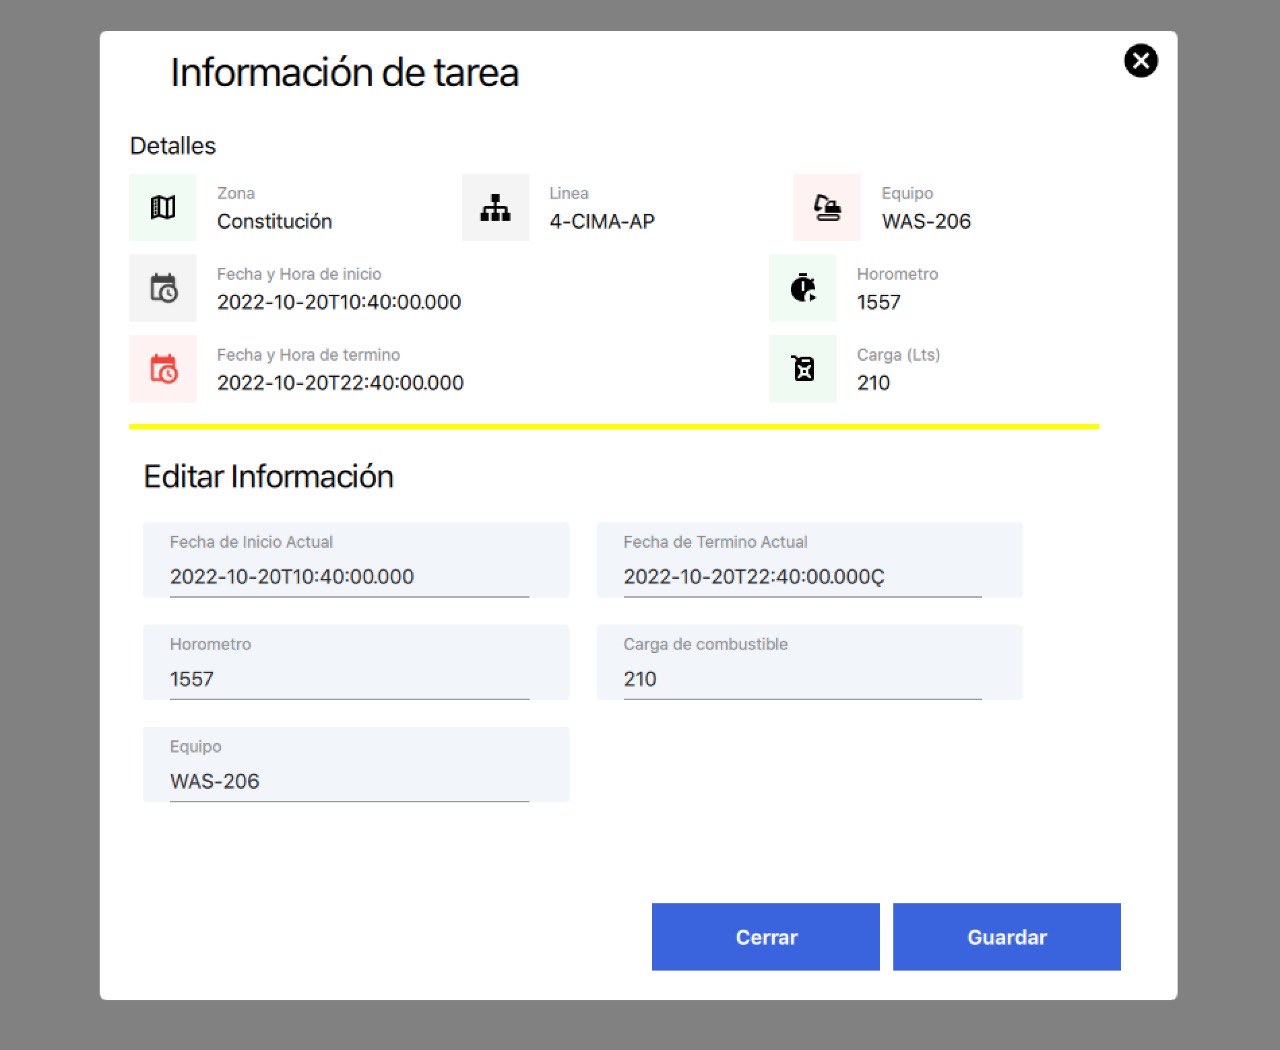 Información de tarea
Detalles
Zona
Constitución
Linea
4-CIMA-AP
Equipo
WAS-206
Fecha y Hora de inicio
2022-10-20T10:40:00.000
Horometro
1557
Fecha y Hora de termino
2022-10-20T22:40:00.000
Carga (Lts)
210
Editar Información
Fecha de Inicio Actual
2022-10-20T10:40:00.000
Fecha de Termino Actual
2022-10-20T22:40:00.000Ç
Horometro
1557
Carga de combustible
210
Equipo
WAS-206
Cerrar
Guardar